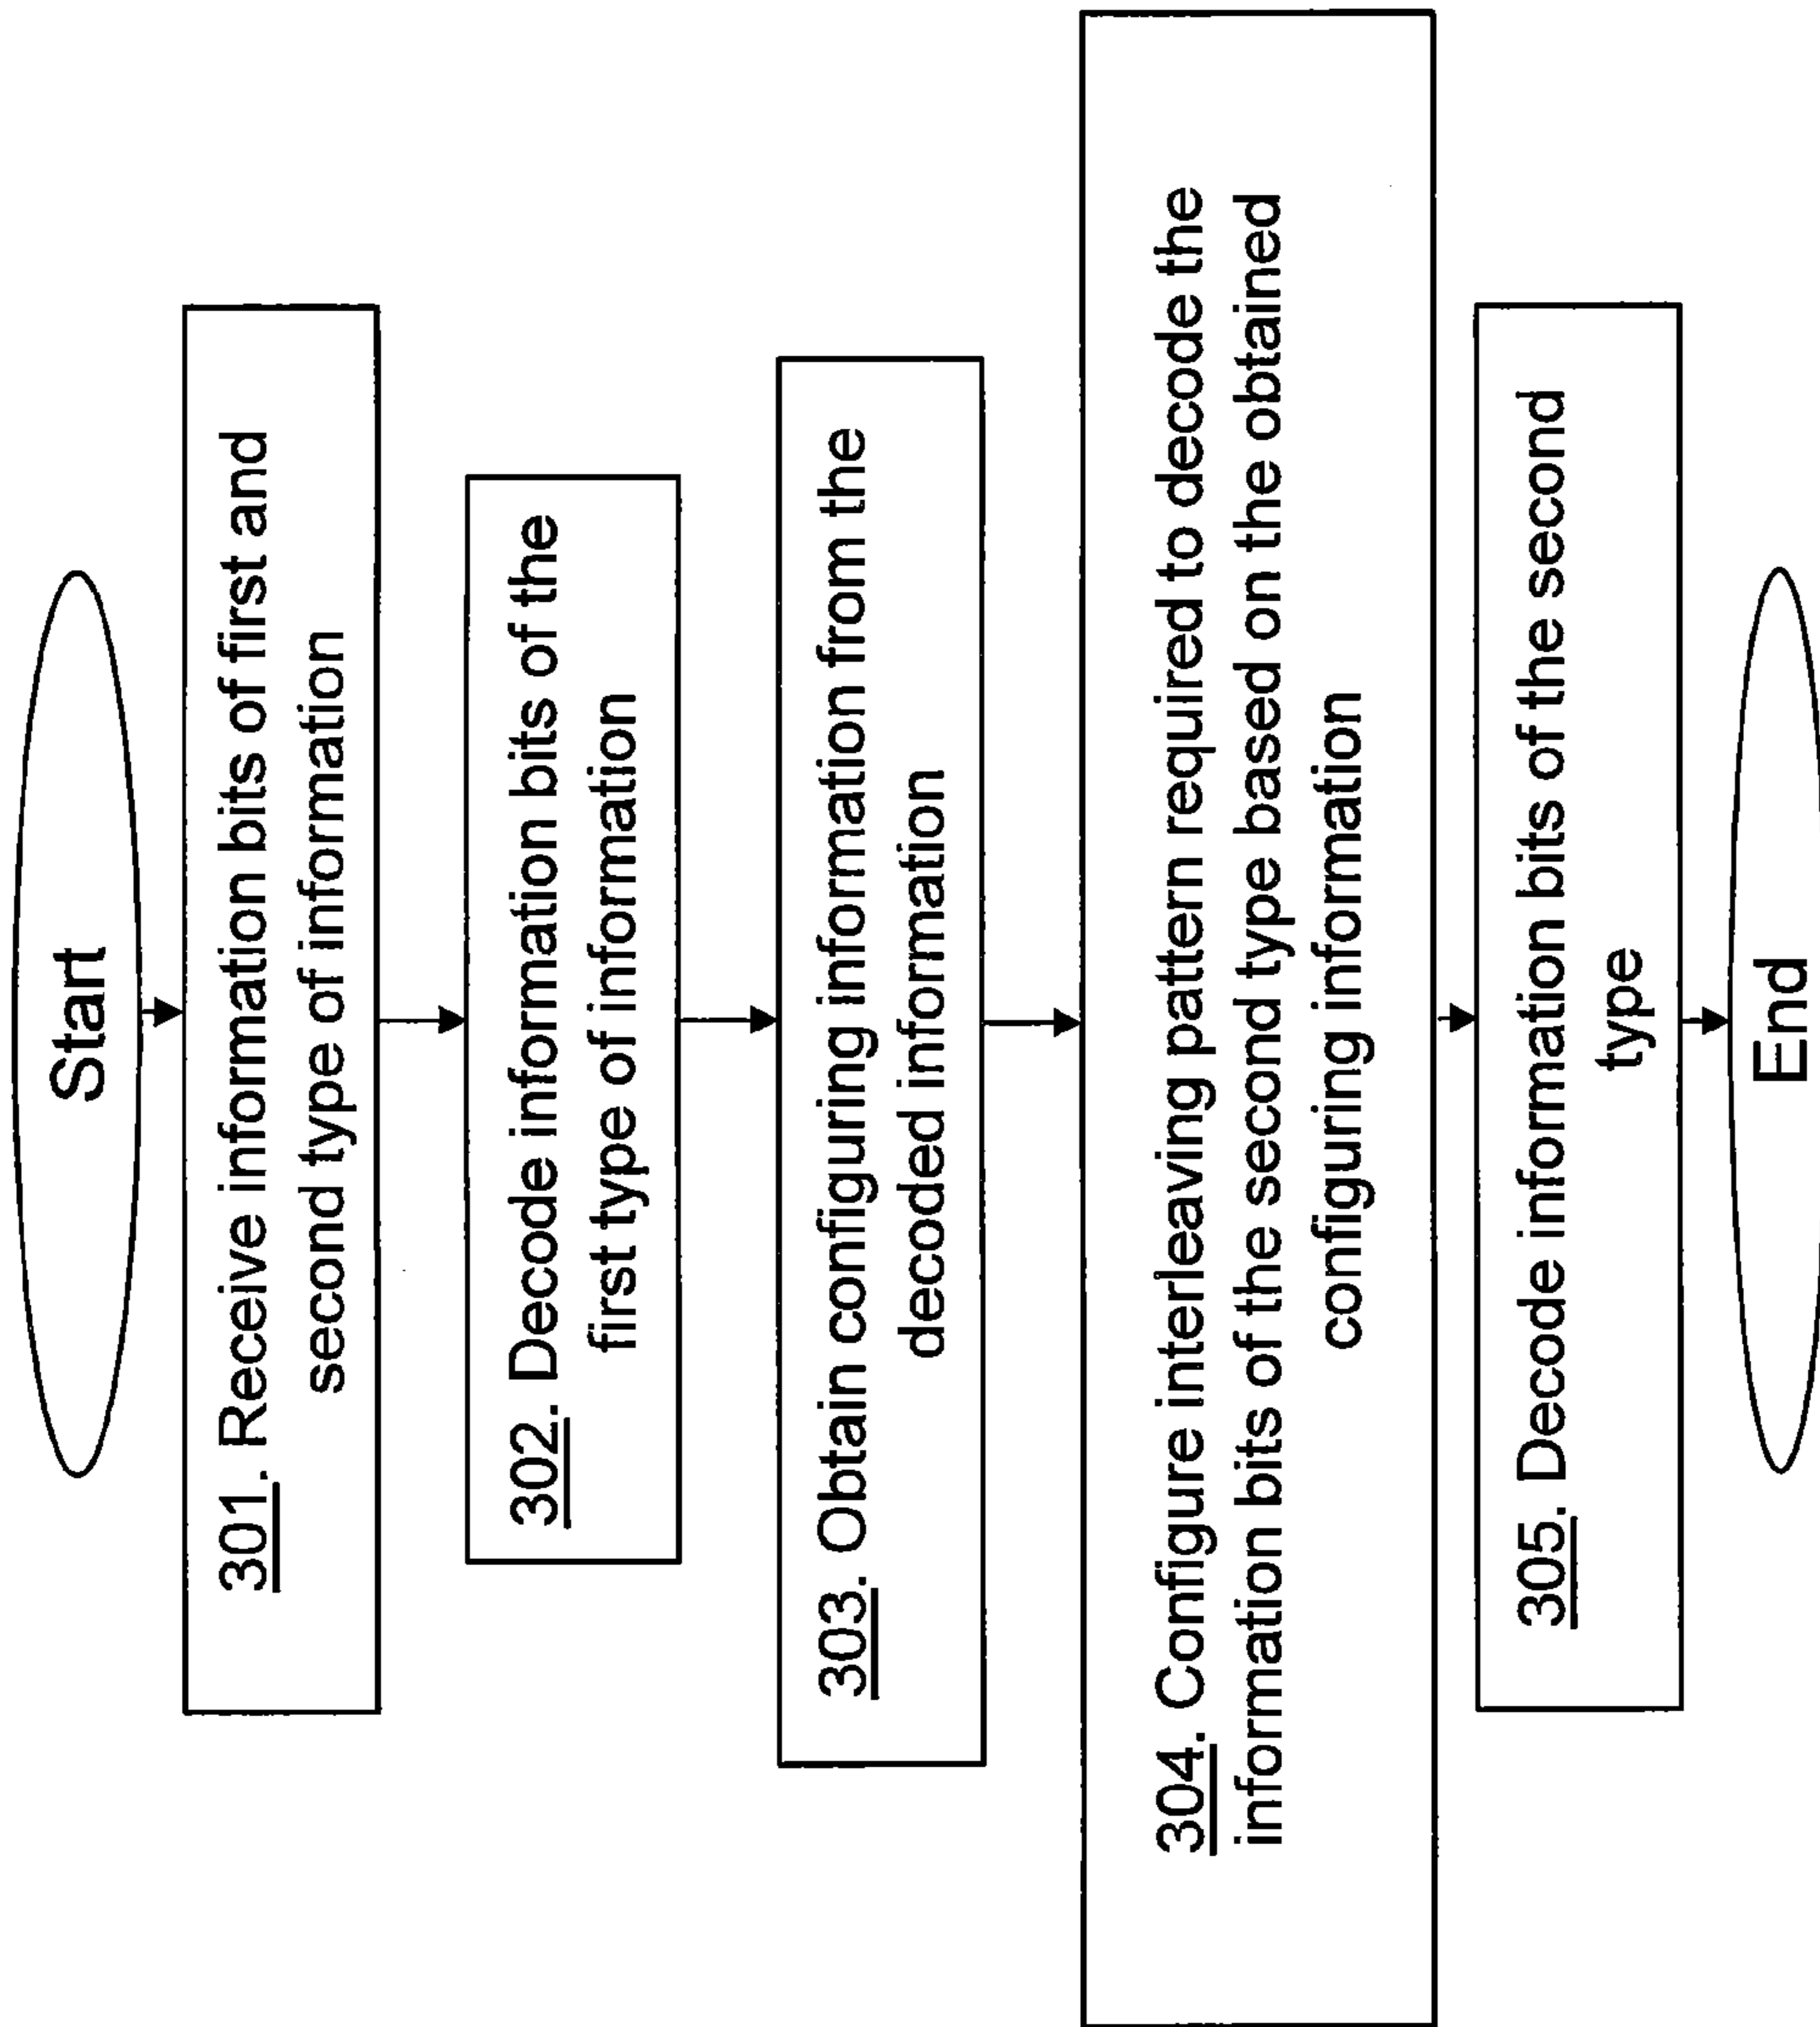 Start
301. Receive information bits of first and
second type of information
302. Decode information bits of the
first type of information
303. Obtain configuring information from the
decoded information
304. Configure interleaving pattern required to decode the
information bits of the second type based on the obtained
configuring information
305. Decode information bits of the second
type
End